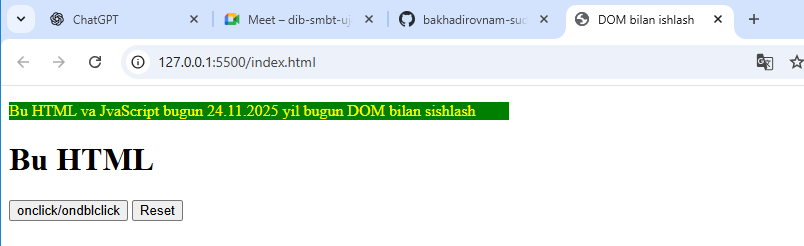 ChatGPT
Meet – dib-smbt-uj
bakhadirovnam-suc
DOM bilan ishlash
127.0.0.1:5500/index.html
Bu HTML va JvaScript bugun 24.11.2025 yil bugun DOM bilan sishlash
Bu HTML
onclick/ondblclick
Reset